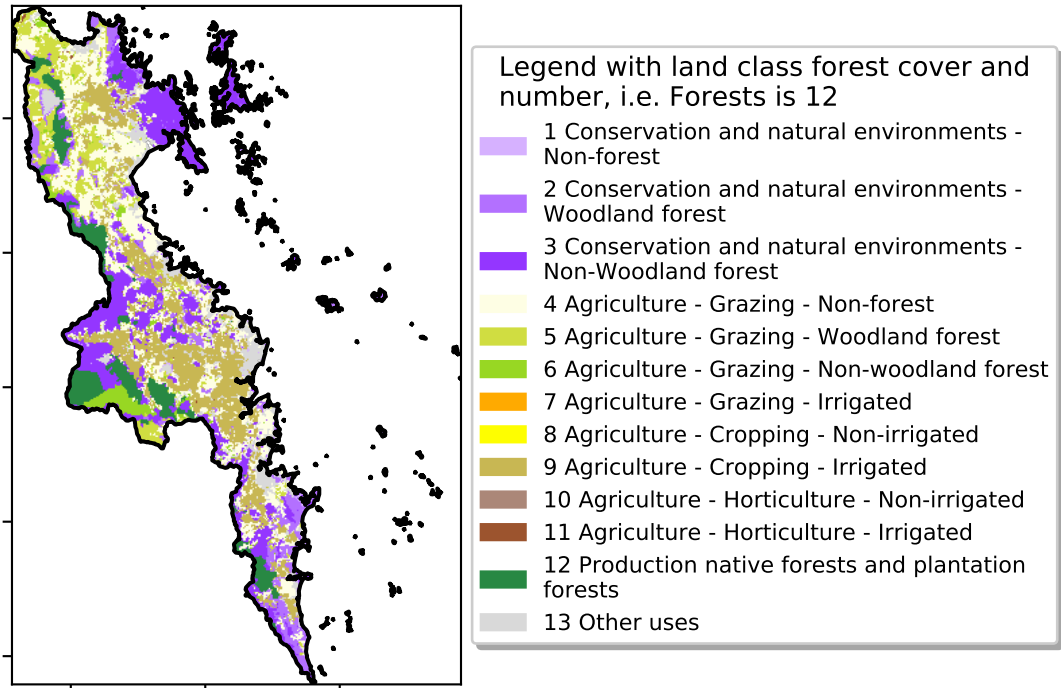 Legend with land class forest cover and
number, i.e. Forests is 12
1 Conservation and natural environments -
Non-forest
2 Conservation and natural environments -
Woodland forest
3 Conservation and natural environments -
Non-Woodland forest
4 Agriculture - Grazing - Non-forest
5 Agriculture - Grazing - Woodland forest
6 Agriculture - Grazing - Non-woodland forest
7 Agriculture - Grazing - Irrigated
8 Agriculture - Cropping - Non-irrigated
9 Agriculture - Cropping - Irrigated
10 Agriculture - Horticulture - Non-irrigated
11 Agriculture - Horticulture - Irrigated
12 Production native forests and plantation
forests
13 Other uses